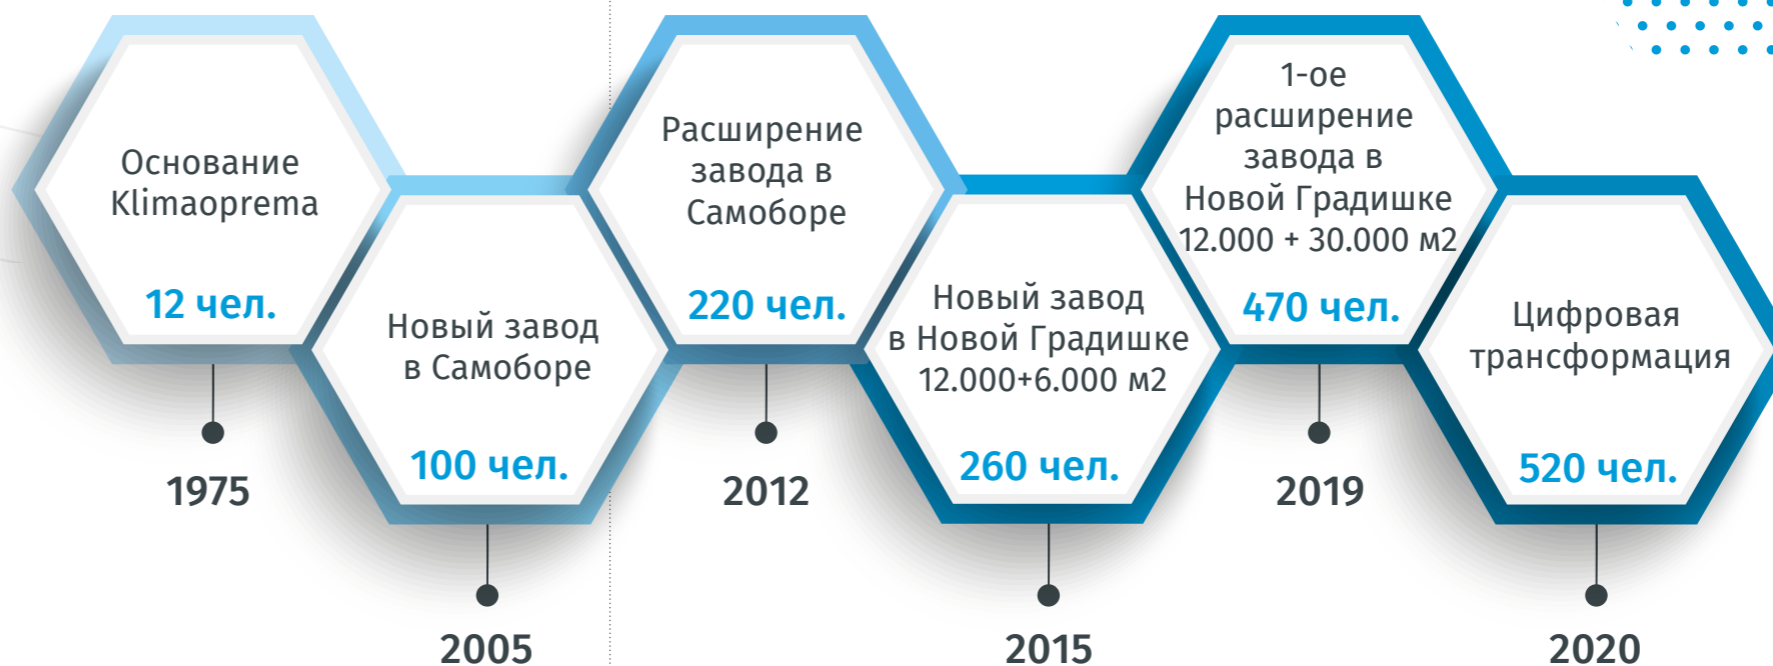 Основание
Klimaoprema
12 чел.
1975
Новый завод
в Самоборе
100 чел.
2005
Расширение
завода в
Самоборе
220 чел.
2012
Новый завод
в Новой Градишке
12.000+6.000 м2
260 чел.
2015
1-ое
расширение
завода в
Новой Градишке
12.000 + 30.000 м2
470 чел.
2019
Цифровая
трансформация
520 чел.
2020